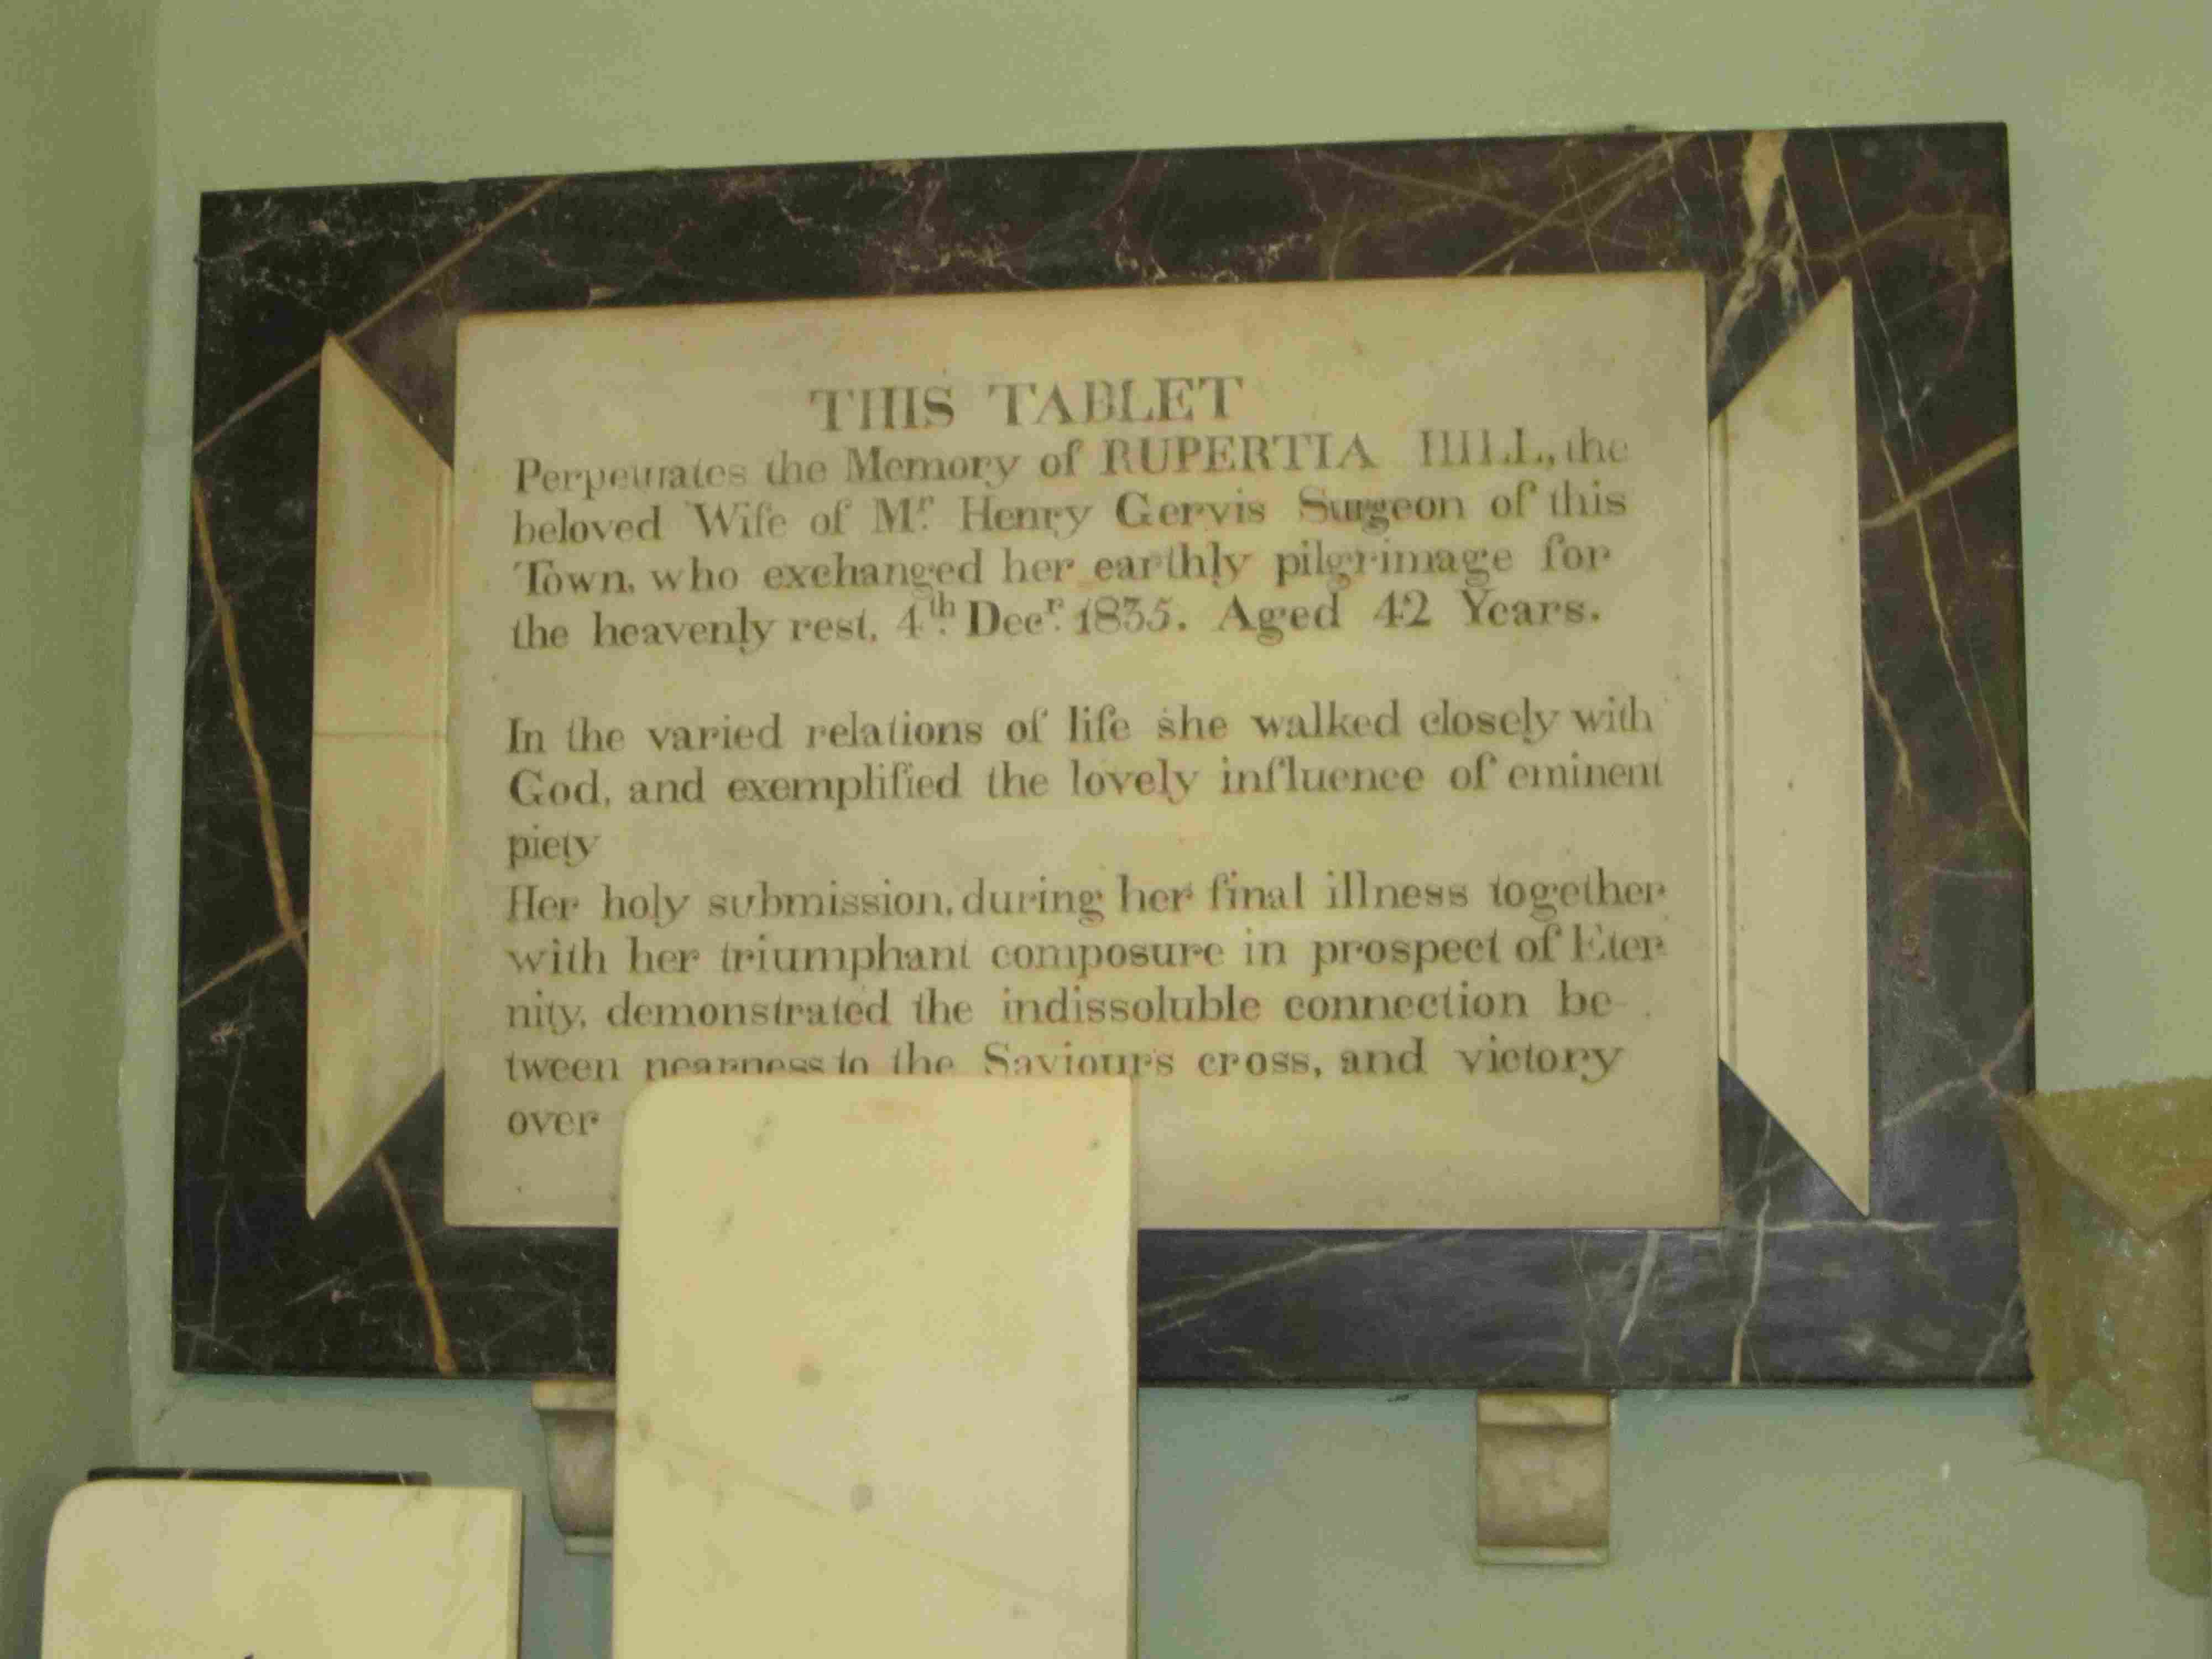 THIS TABLET
Perpetuates the Memory of RUPERTIA HILL, the
beloved Wife of Mr. Henry Gervis Surgeon of this
Town, who exchanged her earthly pilgrimage for
the heavenly rest, 4th. Decr. 1835. Aged 42 Years.
In the varied relations of life she walked closely with
God, and exemplified the lovely influence of eminent
piety
Her holy submission, during her final illness together
with her triumphant composure in prospect of Eter
nity, demonstrated the indissoluble connection be-
tween nearness to the Saviours cross, and victory
over